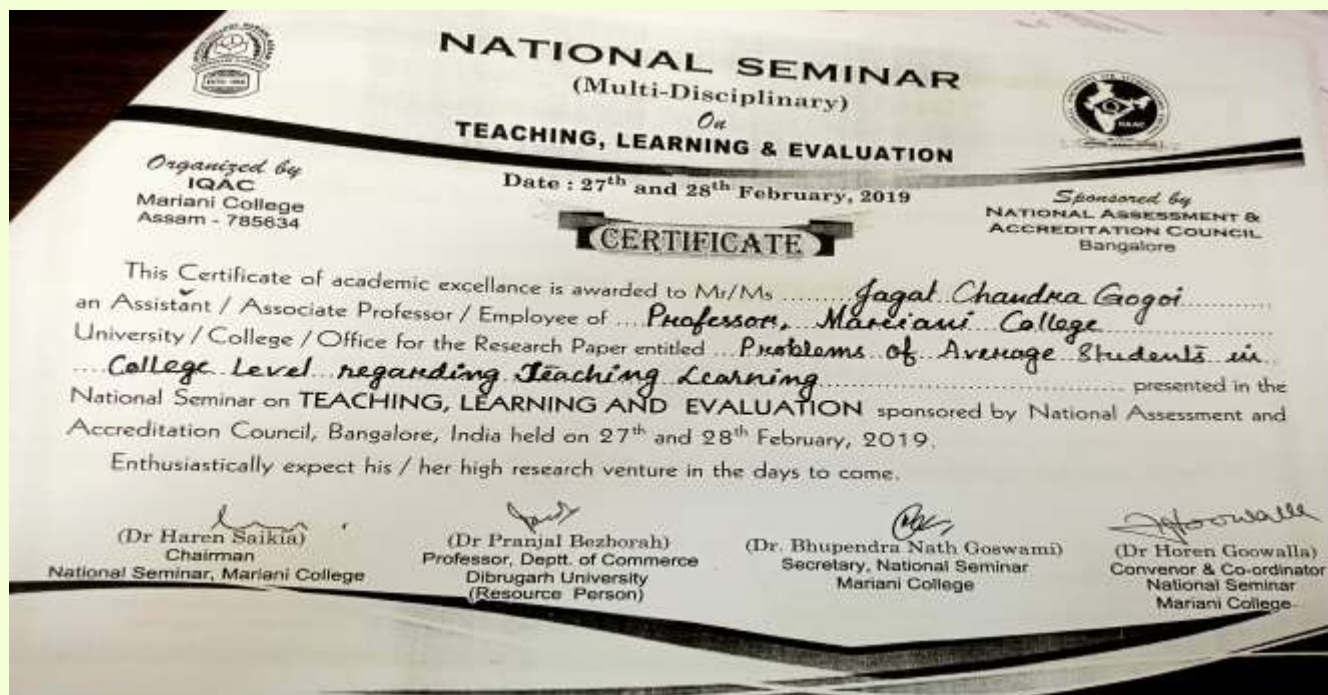 NATIONAL SEMINAR
(Multi-Disciplinary)
On
TEACHING, LEARNING & EVALUATION
Organized by
IQAC
Mariani College
Assam - 785634
Date : 27th and 28th February, 2019
Sponsored by
NATIONAL ASSESSMENT &
ACCREDITATION COUNCIL
Bangalore
CERTIFICATE
This Certificate of academic excellance is awarded to Mr/Ms ........ Jagat Chandra Gogoi ........
an Assistant / Associate Professor / Employee of .... Professor, Mariani College ........
University / College / Office for the Research Paper entitled ... Problems of Average Students in
.... College Level regarding Teaching Learning ........ presented in the
National Seminar on TEACHING, LEARNING AND EVALUATION sponsored by National Assessment and
Accreditation Council, Bangalore, India held on 27th and 28th February, 2019.
Enthusiastically expect his / her high research venture in the days to come.
(Dr Haren Saikia)
Chairman
National Seminar, Mariani College
(Dr Pranjal Bezborah)
Professor, Deptt. of Commerce
Dibrugarh University
(Resource Person)
(Dr. Bhupendra Nath Goswami)
Secretary, National Seminar
Mariani College
(Dr Horen Goowalla)
Convenor & Co-ordinator
National Seminar
Mariani College